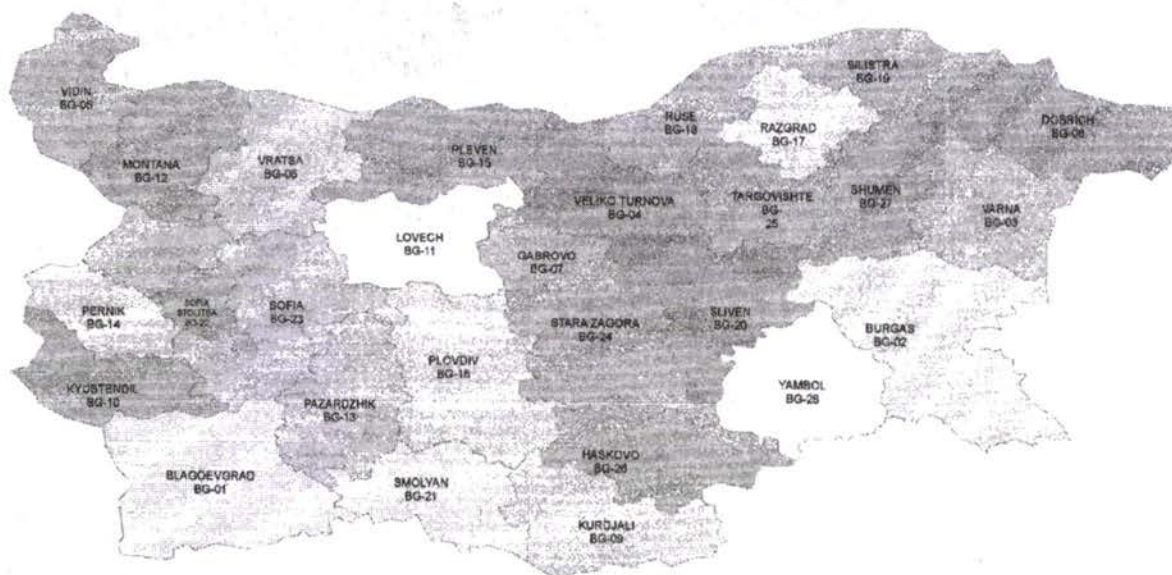 VIDIN
BG-05
MONTANA
BG-12
VRATSA
BG-06
PLEVEN
BG-15
RUSE
BG-18
SILISTRA
BG-19
RAZGRAD
BG-17
DOBRICH
BG-08
VELIKO TURNOVA
BG-04
TARGOVISHTE
BG-
25
SHUMEN
BG-27
VARNA
BG-03
LOVECH
BG-11
GABROVO
BG-07
PERNIK
BG-14
SOFIA
STOLITSA
BG-22
SOFIA
BG-23
STARA ZAGORA
BG-24
SLIVEN
BG-20
BURGAS
BG-02
PLOVDIV
BG-16
KYUSTENDIL
BG-10
PAZARDZHIK
BG-13
YAMBOL
BG-28
HASKOVO
BG-26
BLAGOEVGRAD
BG-01
SMOLYAN
BG-21
KURDJALI
BG-09